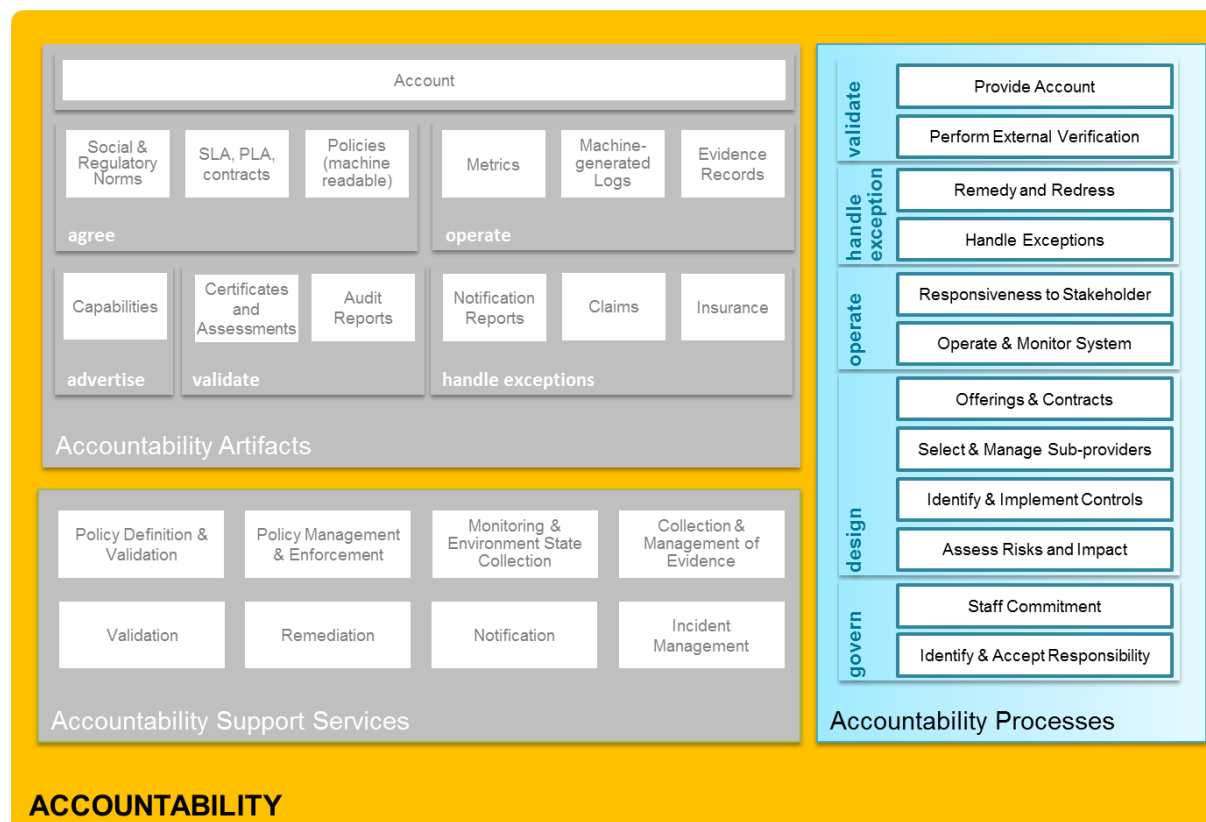 Account
Social &
Regulatory
Norms
SLA, PLA,
contracts
Policies
(machine
readable)
agree
Metrics
Machine-
generated
Logs
Evidence
Records
operate
Capabilities
advertise
Certificates
and
Assessments
Audit
Reports
validate
Notification
Reports
Claims
Insurance
handle exceptions
Accountability Artifacts
Policy Definition &
Validation
Policy Management
& Enforcement
Monitoring &
Environment State
Collection
Collection &
Management of
Evidence
Validation
Remediation
Notification
Incident
Management
Accountability Support Services
validate
Provide Account
Perform External Verification
handle
exception
Remedy and Redress
Handle Exceptions
operate
Responsiveness to Stakeholder
Operate & Monitor System
design
Offerings & Contracts
Select & Manage Sub-providers
Identify & Implement Controls
Assess Risks and Impact
govern
Staff Commitment
Identify & Accept Responsibility
Accountability Processes
ACCOUNTABILITY